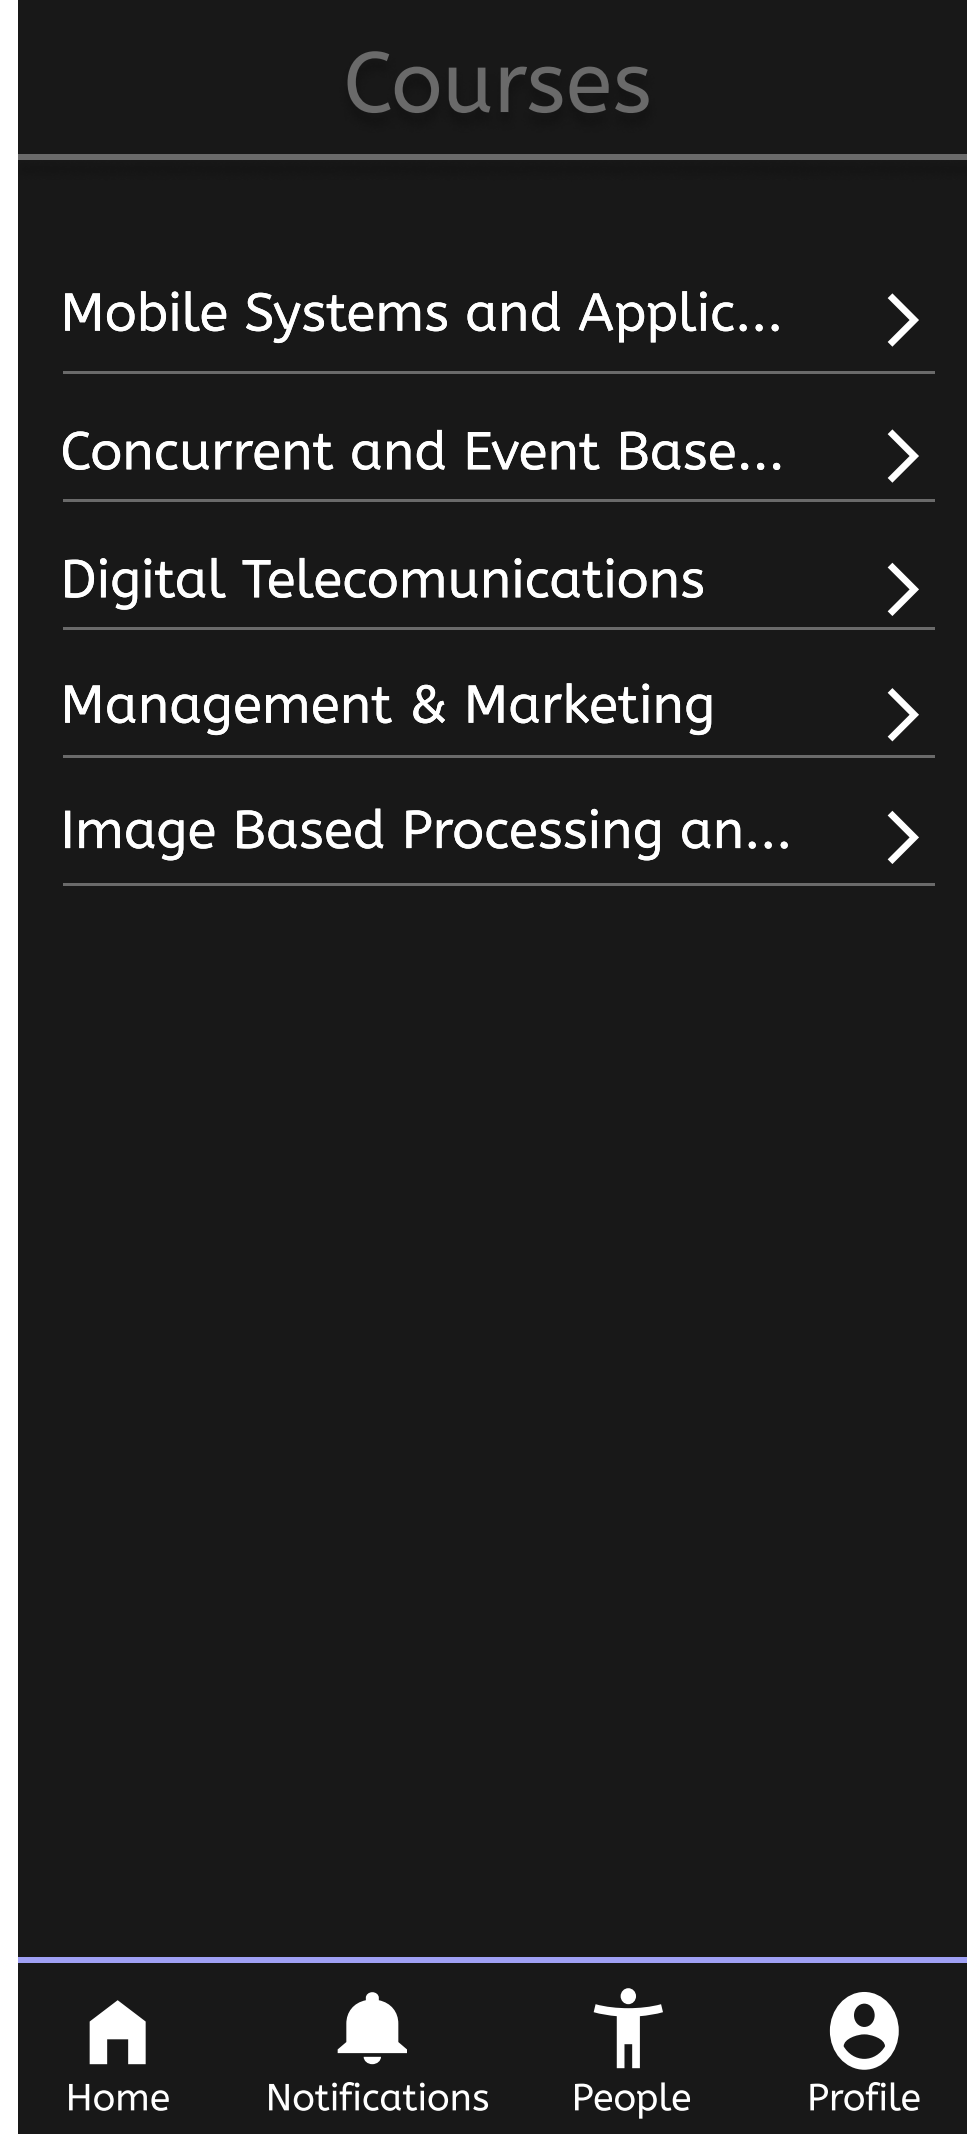 Courses
Mobile Systems and Applic...
Concurrent and Event Base...
Digital Telecomunications
Management & Marketing
Image Based Processing an...
Home Notifications People Profile